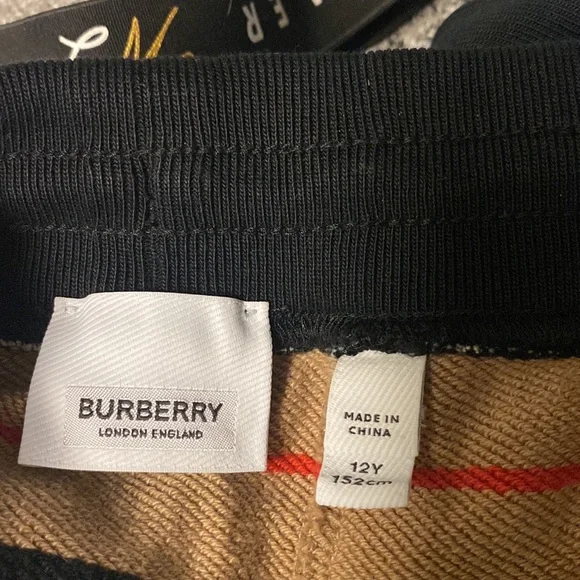 BURBERRY
LONDON ENGLAND
MADE IN
CHINA
12Y
152cm